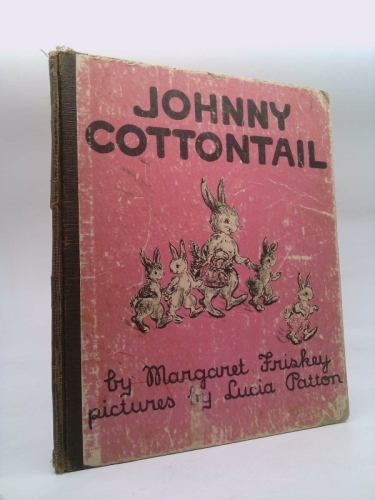 JOHNNY
COTTONTAIL
by Margaret Friskey
pictures by Lucia Patton